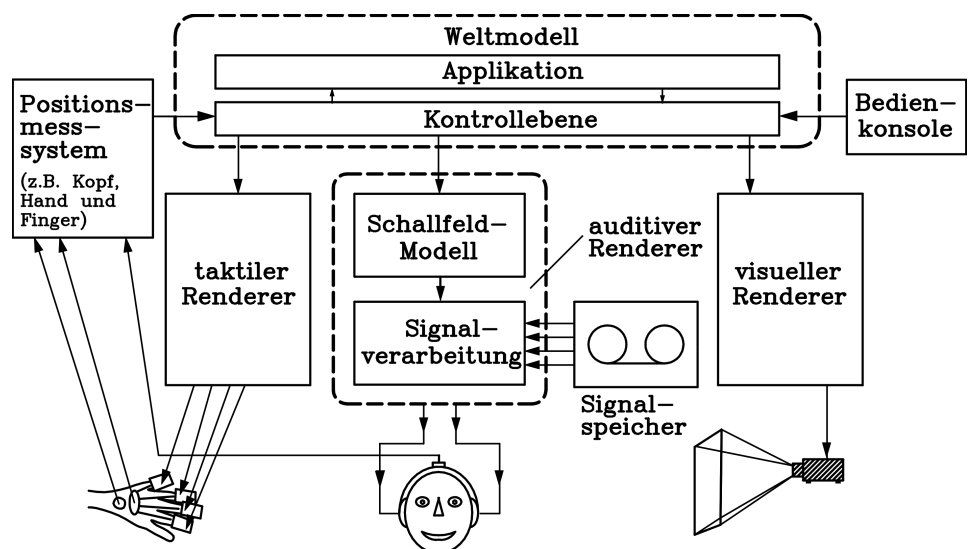 Weltmodell
Applikation
Kontrollebene
Positions-
mess-
system
(z.B. Kopf,
Hand und
Finger)
Bedien-
konsole
taktiler
Renderer
Schallfeld-
Modell
Signal-
verarbeitung
auditiver
Renderer
Signal-
speicher
visueller
Renderer